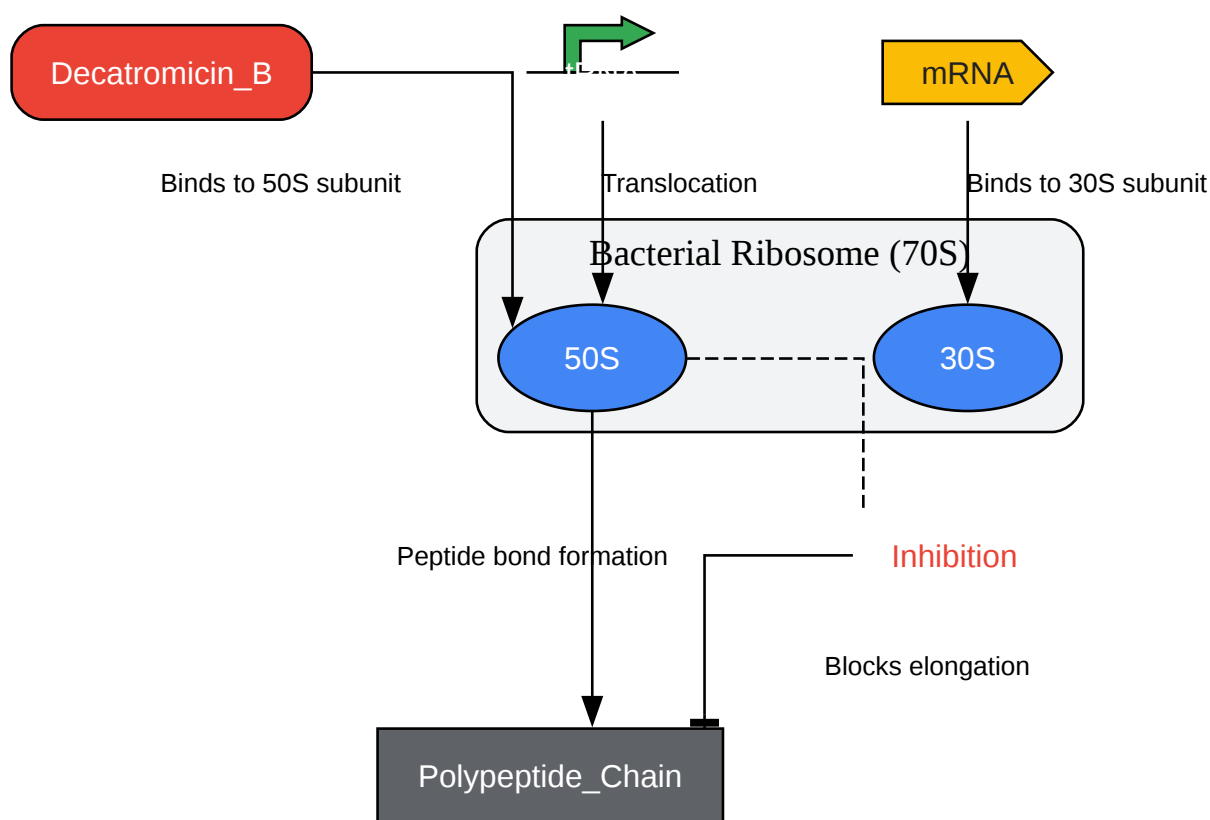 Decatromicin_B
tRNA
mRNA
Binds to 50S subunit
Translocation
Binds to 30S subunit
Bacterial Ribosome (70S)
50S
30S
Peptide bond formation
Inhibition
Blocks elongation
Polypeptide_Chain